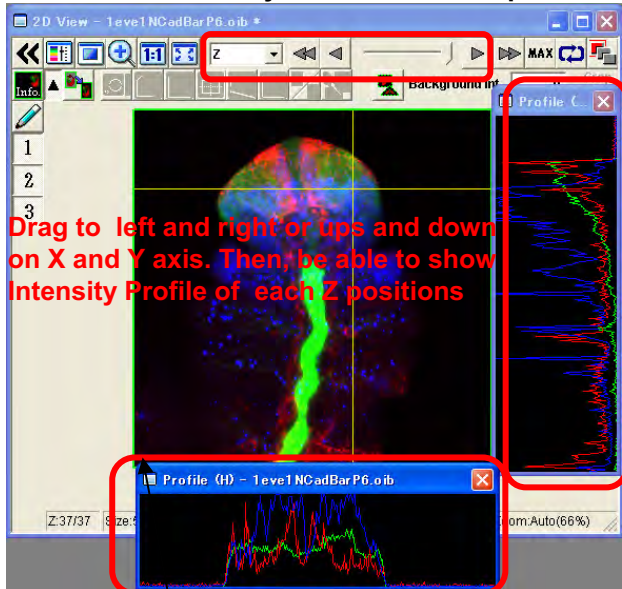 2D View - 1eve1NCadBarP6.oib *
1:1
Z
MAX
Info.
Background Int
Profile (
1
2
3
Drag to left and right or ups and down
on X and Y axis. Then, be able to show
Intensity Profile of each Z positions
Profile (H) - 1eve1NCadBarP6.oib
Z:37/37
Size:
om:Auto(66%)